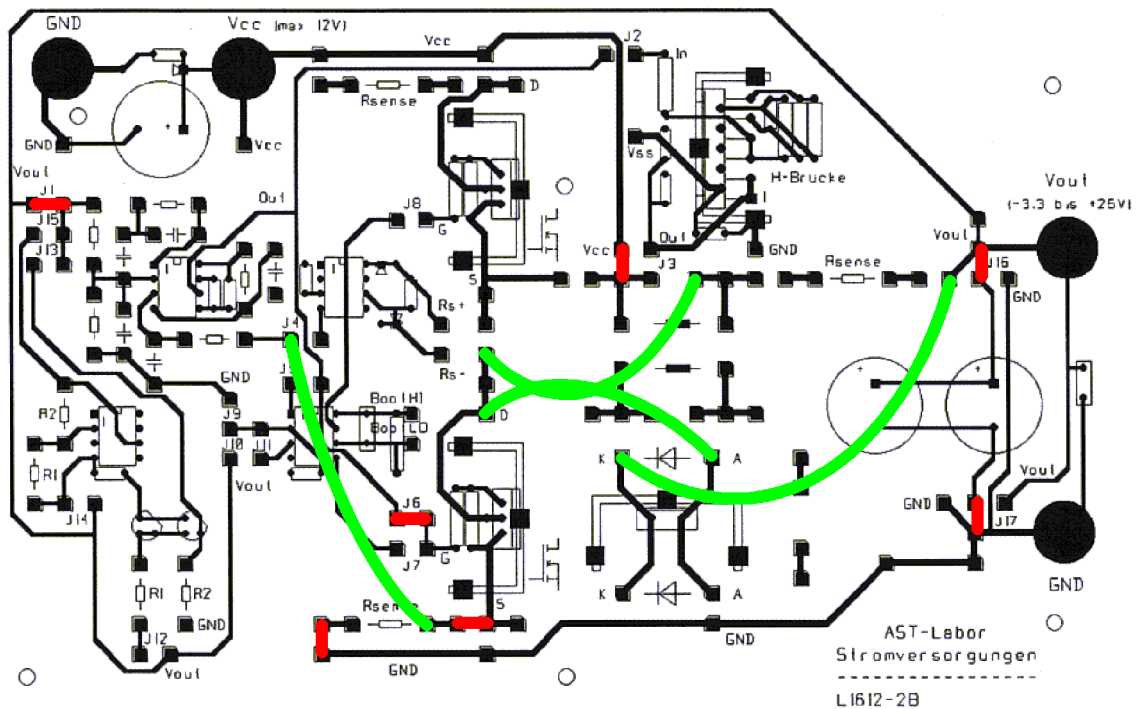 GND
Vcc (max 12V)
Vcc
J2
In
Rsense
D
GND
Vcc
Vss
H-Brücke
Vout
J1
J15
J13
Out
J8
G
I
I
I
Vout
(-3.3 bis +25V)
Vout
Vcc
Out
GND
J3
Rsense
J16
GND
S
Rs+
J4
Rs-
GND
R2
I
J9
J10
J11
Boo(H)
Boo(L)
D
R1
Vout
K
A
Vout
J14
J6
GND
J17
J7
G
GND
R1
R2
K
A
Rsense
S
GND
J12
GND
AST-Labor
Vout
GND
Stromversorgungen
L1612-2B